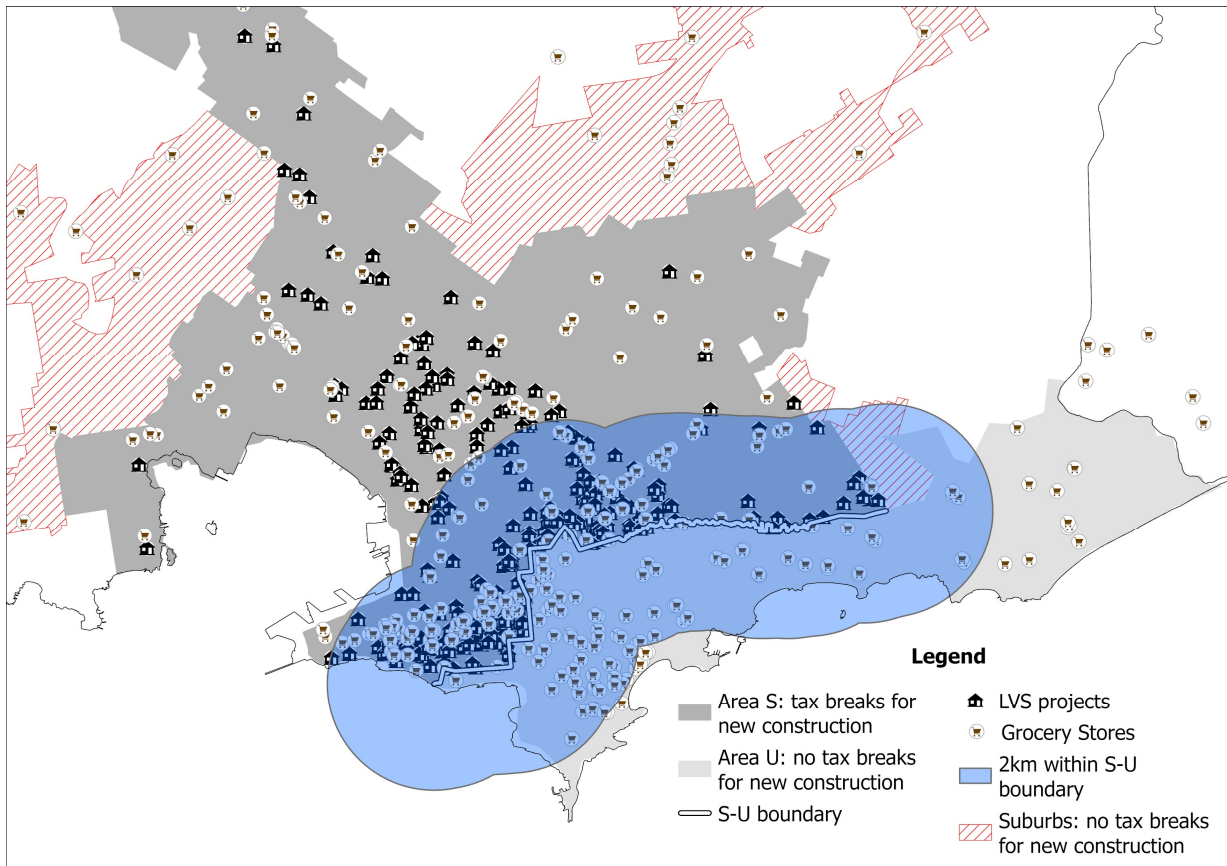 Legend
Area S: tax breaks for
new construction
Area U: no tax breaks
for new construction
S-U boundary
LVS projects
Grocery Stores
2km within S-U
boundary
Suburbs: no tax breaks
for new construction